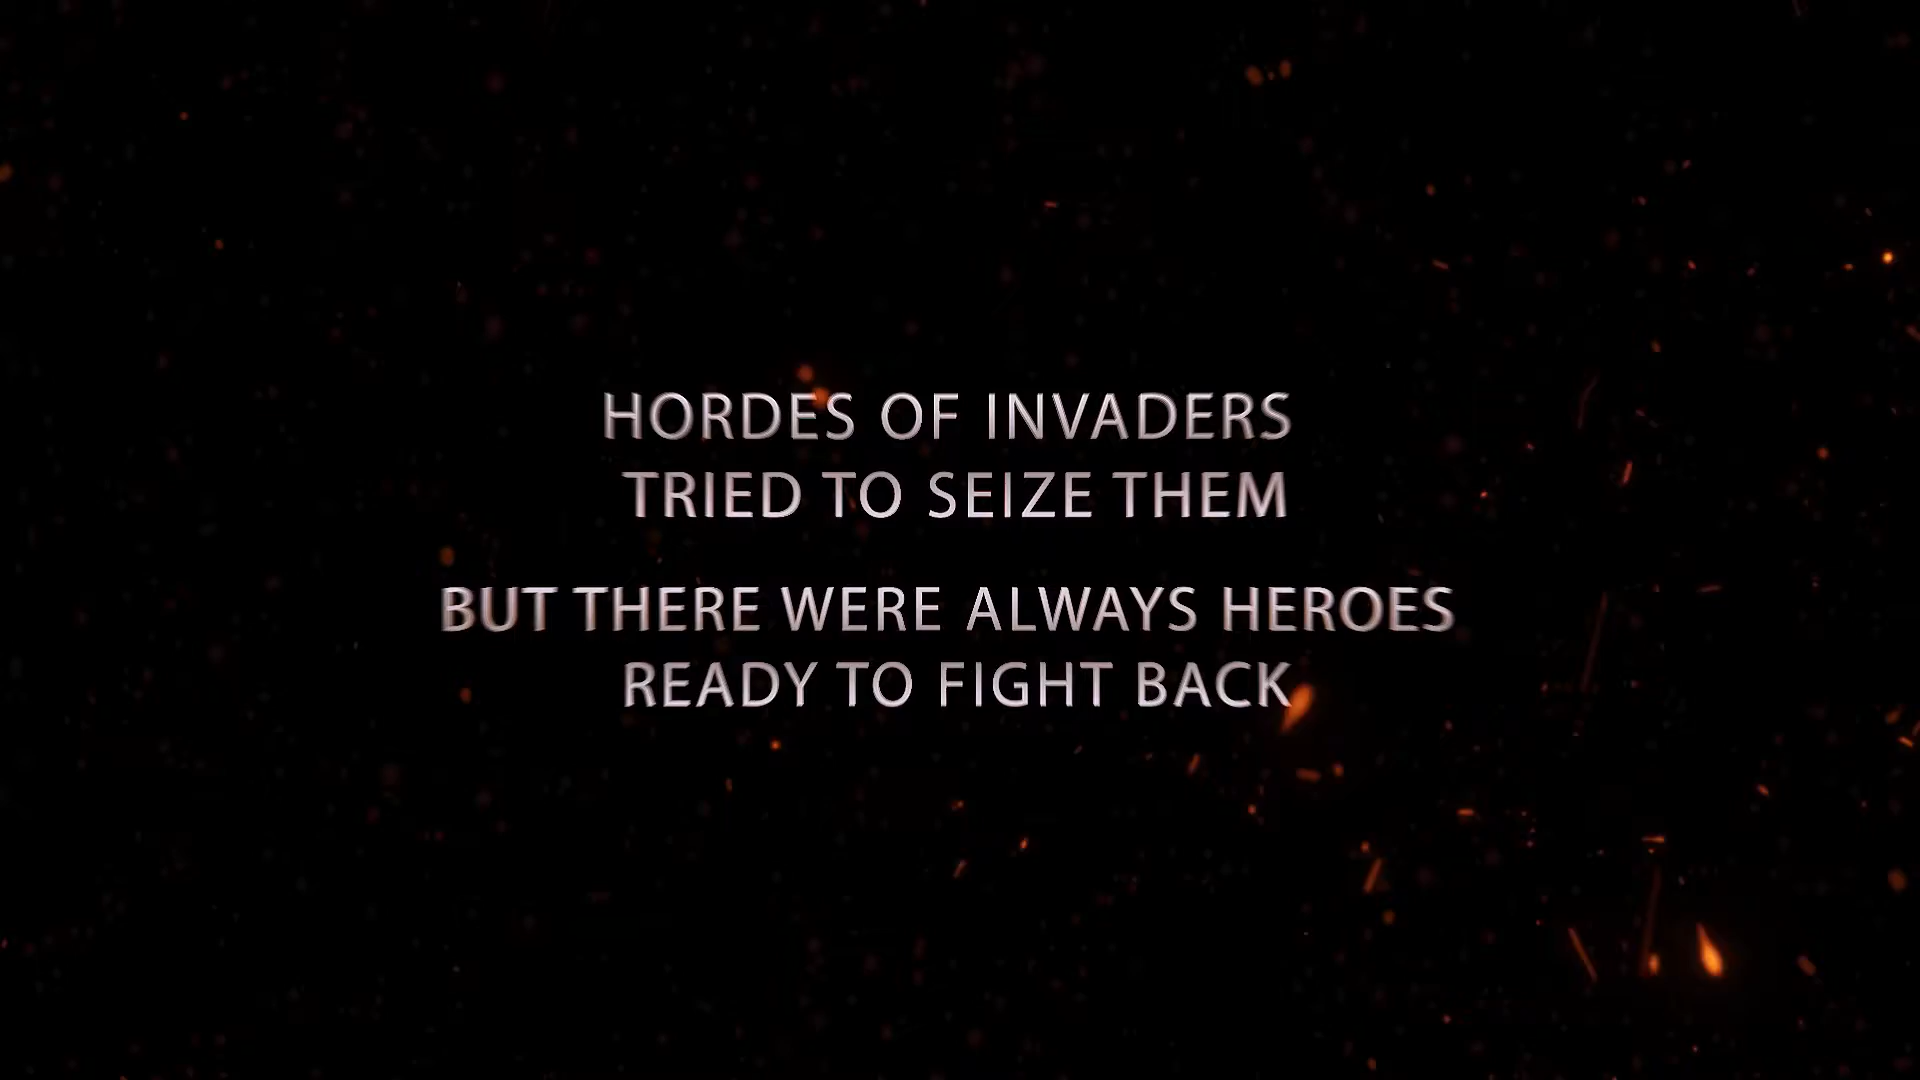 HORDES OF INVADERS
TRIED TO SEIZE THEM
BUT THERE WERE ALWAYS HEROES
READY TO FIGHT BACK